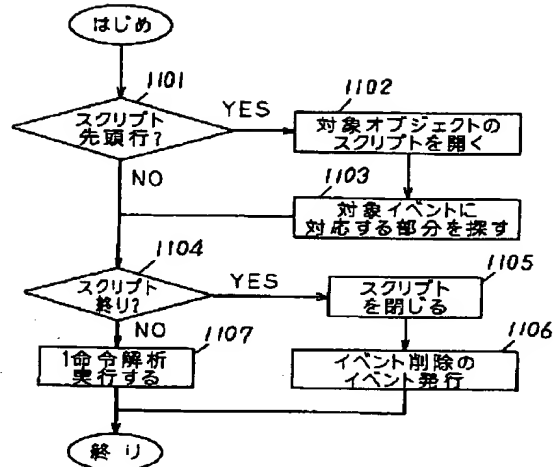 はじめ
1101
スクリプト
先頭行?
YES
NO
1102
対象オブジェクトの
スクリプトを開く
1103
対象イベントに
対応する部分を探す
1104
スクリプト
終り?
YES
NO
1105
スクリプト
を閉じる
1107
1命令解析
実行する
1106
イベント削除の
イベント発行
終り